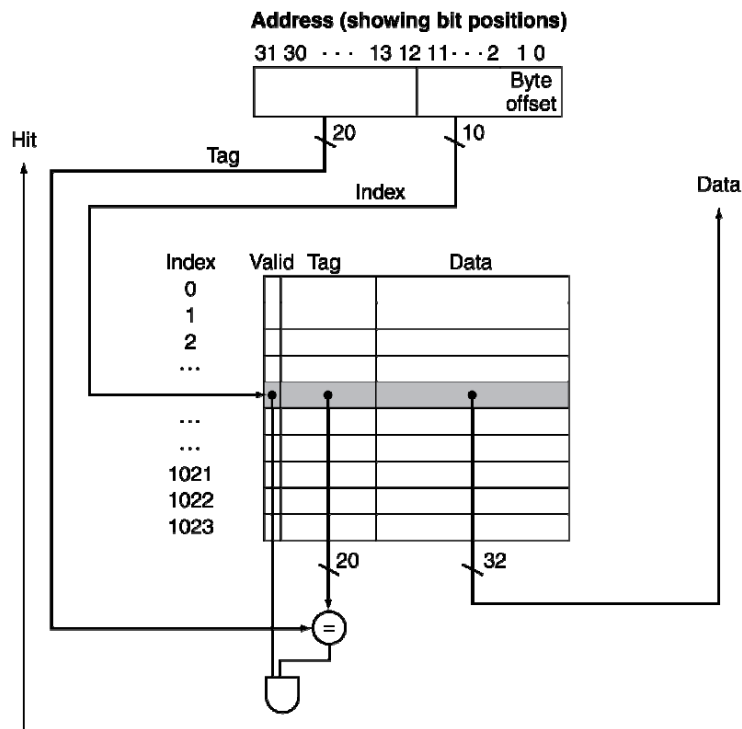 Address (showing bit positions)
31 30 ··· 13 12 11 ··· 2 1 0
Byte
offset
20
10
Hit
Tag
Data
Index
Index Valid Tag Data
0
1
2
...
...
...
1021
1022
1023
20
32
=